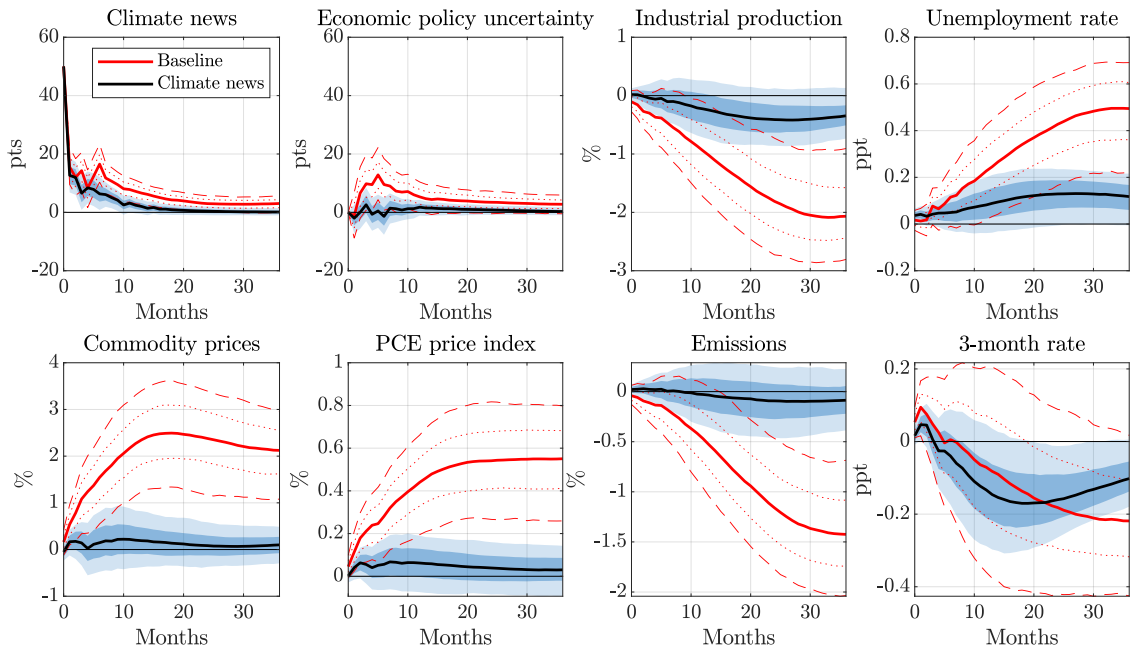 Climate news
Economic policy uncertainty
Industrial production
Unemployment rate
60
40
20
0
-20
pts
Baseline
Climate news
0 10 20 30
Months
60
40
20
0
-20
pts
0 10 20 30
Months
1
0
-1
-2
-3
%
0 10 20 30
Months
0.8
0.6
0.4
0.2
0
-0.2
ppt
0 10 20 30
Months
Commodity prices
PCE price index
Emissions
3-month rate
4
3
2
1
0
-1
%
0 10 20 30
Months
1
0.8
0.6
0.4
0.2
0
%
0 10 20 30
Months
0
-0.5
-1
-1.5
-2
%
0 10 20 30
Months
0.2
0
-0.2
-0.4
ppt
0 10 20 30
Months